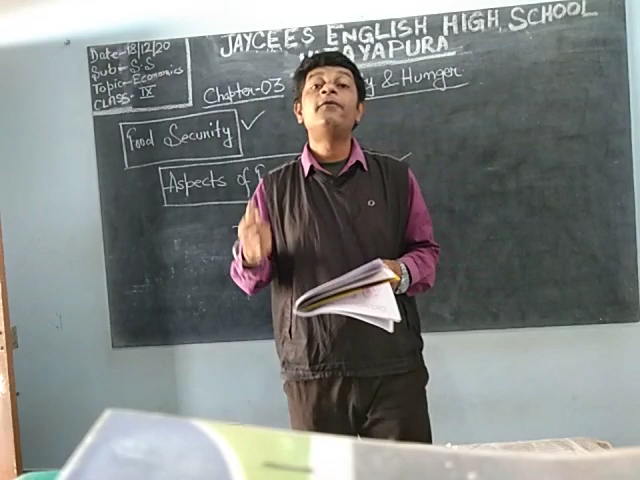 JAYCEES ENGLISH HIGH SCHOOL
VIJAYAPURA
Date-18/12/20
Sub:-S.S
Topic-Economics
CLASS- IX
Chapter-03 & Hunger
Food Security
Aspects of